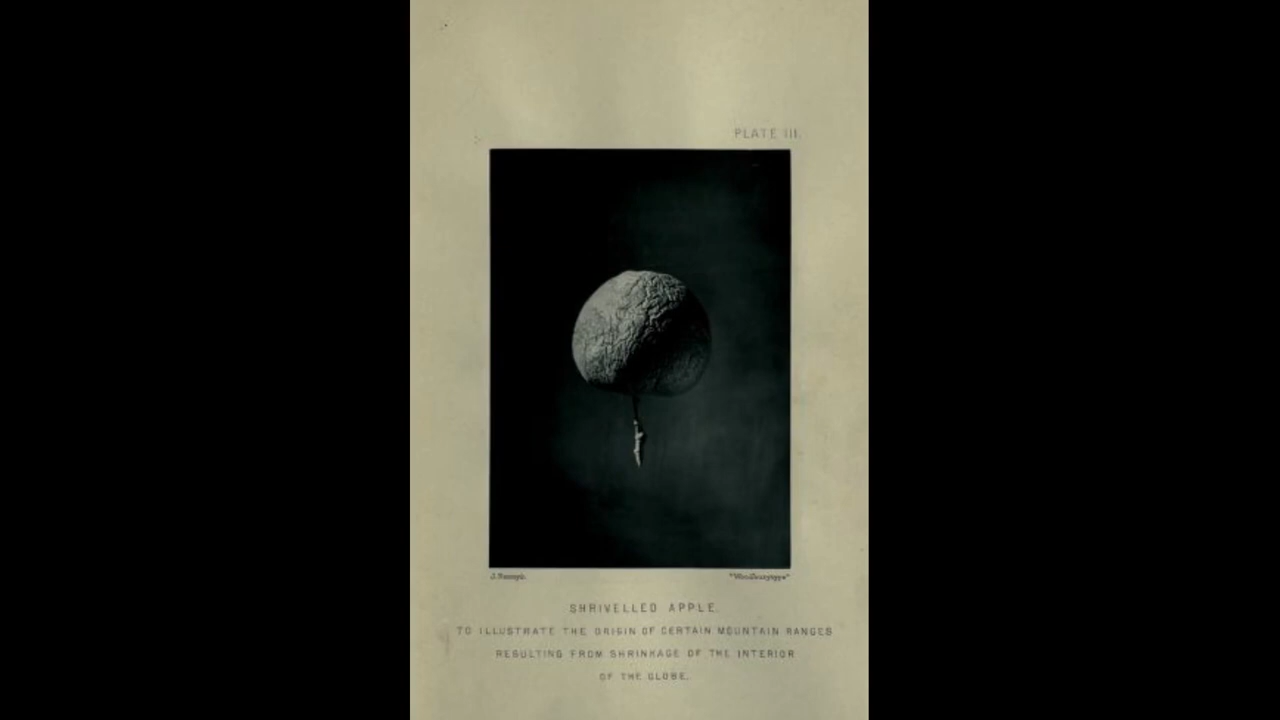 PLATE III.
"Woodburytype"
SHRIVELLED APPLE.
TO ILLUSTRATE THE ORIGIN OF CERTAIN MOUNTAIN RANGES
RESULTING FROM SHRINKAGE OF THE INTERIOR
OF THE GLOBE.